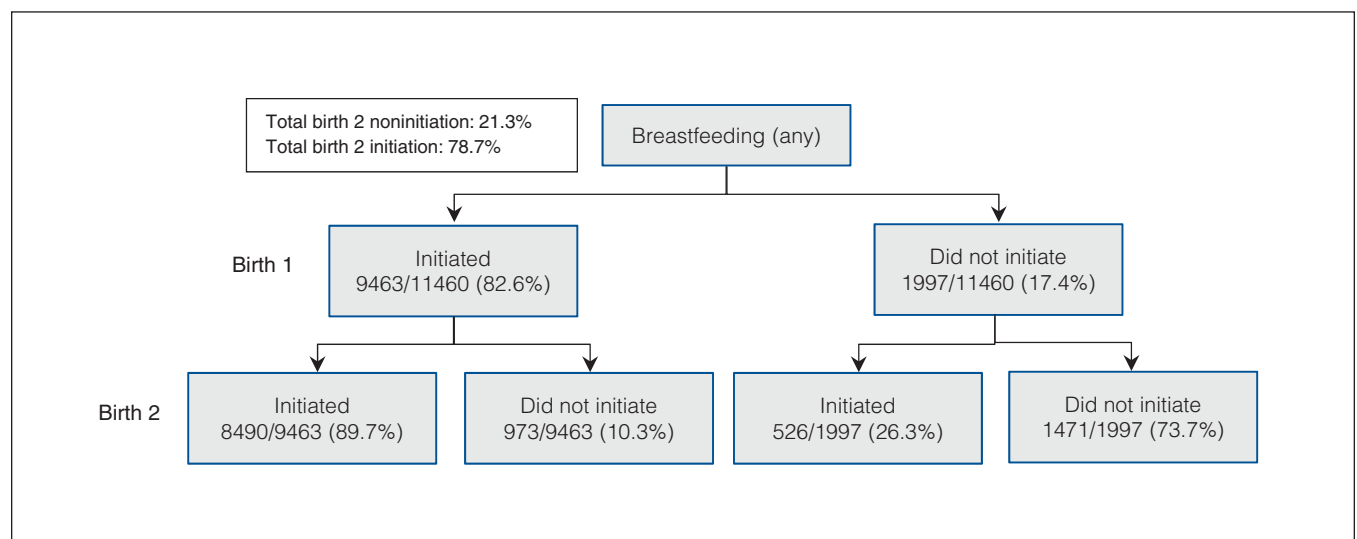 Total birth 2 noninitiation: 21.3%
Total birth 2 initiation: 78.7%
Breastfeeding (any)
Birth 1
Initiated
9463/11460 (82.6%)
Did not initiate
1997/11460 (17.4%)
Birth 2
Initiated
8490/9463 (89.7%)
Did not initiate
973/9463 (10.3%)
Initiated
526/1997 (26.3%)
Did not initiate
1471/1997 (73.7%)